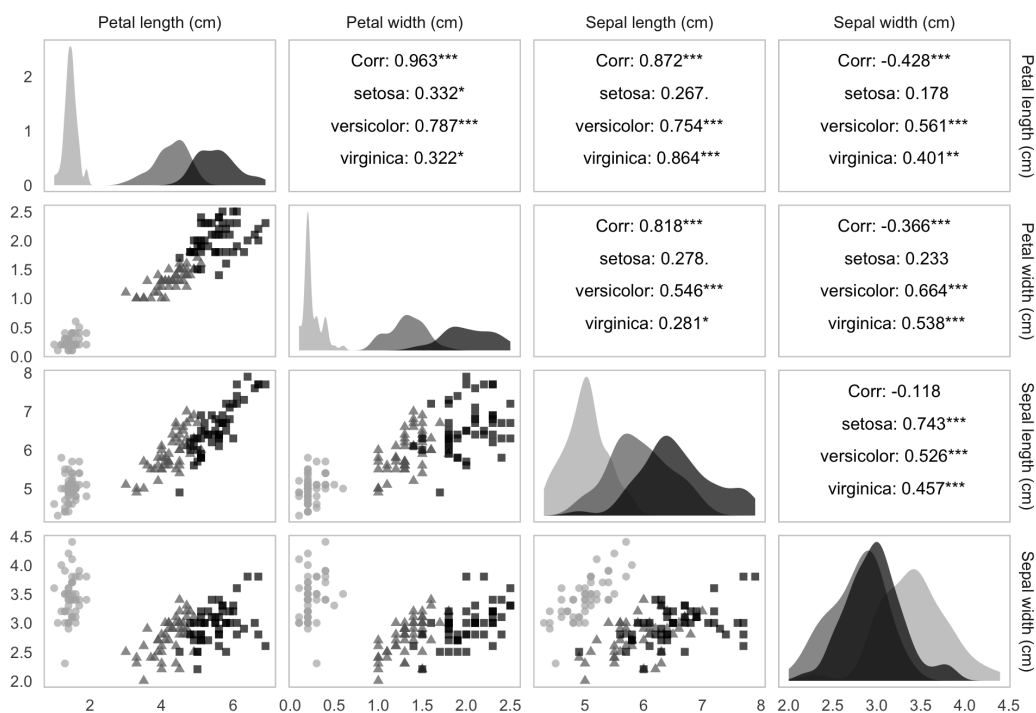 Petal length (cm)
Petal width (cm)
Sepal length (cm)
Sepal width (cm)
2
1
0
Corr: 0.963***
setosa: 0.332*
versicolor: 0.787***
virginica: 0.322*
Corr: 0.872***
setosa: 0.267.
versicolor: 0.754***
virginica: 0.864***
Corr: -0.428***
setosa: 0.178
versicolor: 0.561***
virginica: 0.401**
Petal length (cm)
2.5
2.0
1.5
1.0
0.5
0.0
Corr: 0.818***
setosa: 0.278.
versicolor: 0.546***
virginica: 0.281*
Corr: -0.366***
setosa: 0.233
versicolor: 0.664***
virginica: 0.538***
Petal width (cm)
8
7
6
5
Corr: -0.118
setosa: 0.743***
versicolor: 0.526***
virginica: 0.457***
Sepal length (cm)
4.5
4.0
3.5
3.0
2.5
2.0
Sepal width (cm)
2 4 6
0.0 0.5 1.0 1.5 2.0 2.5
5 6 7 8
2.0 2.5 3.0 3.5 4.0 4.5